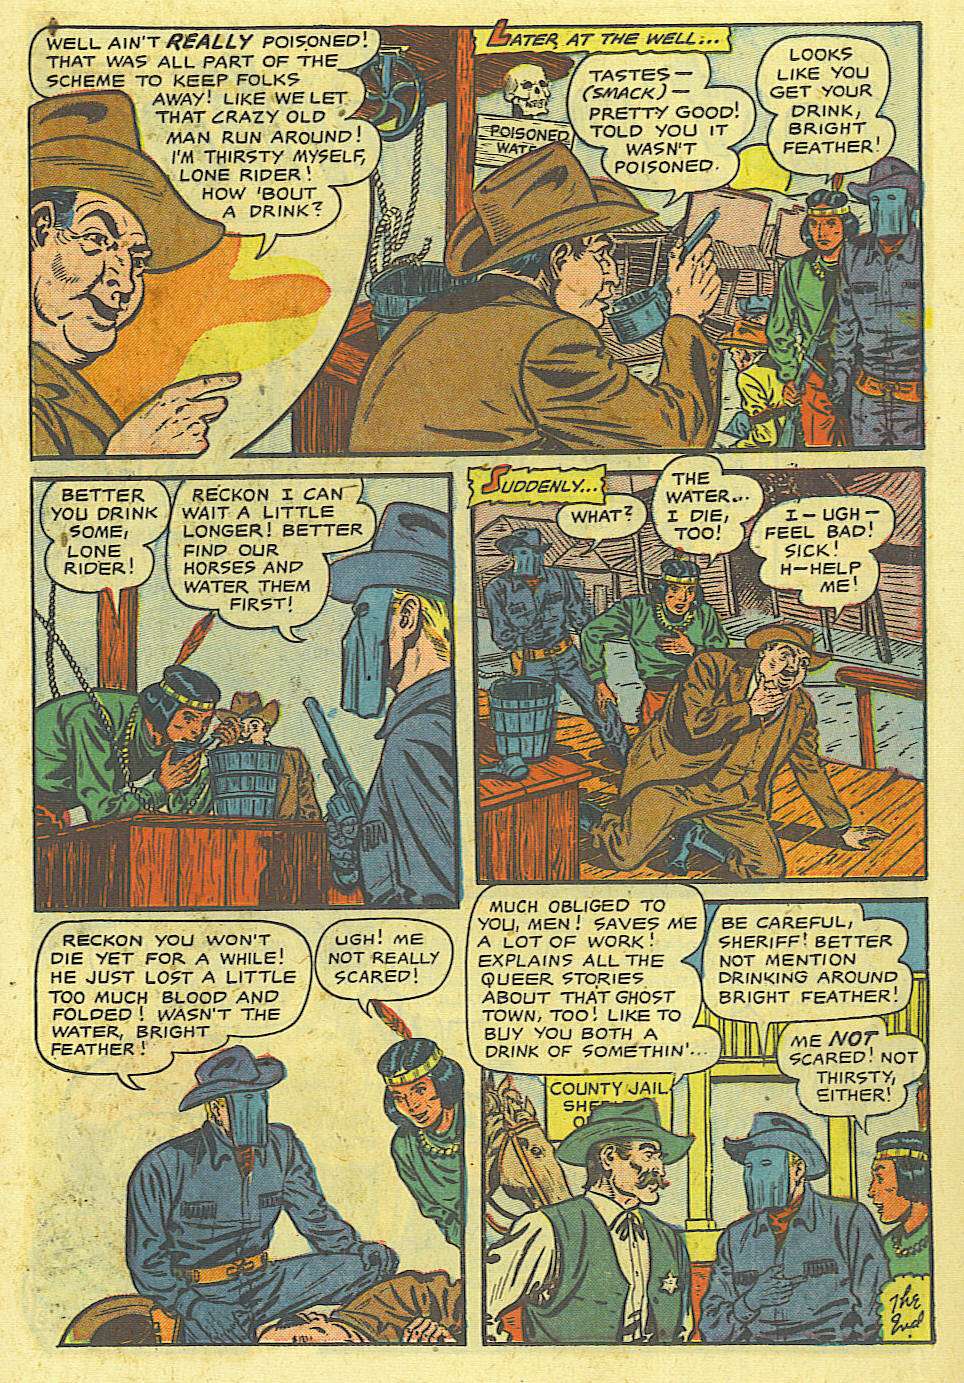 WELL AIN'T REALLY POISONED!
THAT WAS ALL PART OF THE
SCHEME TO KEEP FOLKS
AWAY! LIKE WE LET
THAT CRAZY OLD
MAN RUN AROUND!
I'M THIRSTY MYSELF,
LONE RIDER!
HOW 'BOUT
A DRINK?
LATER AT THE WELL...
POISONED
WAT
TASTES—
(SMACK)—
PRETTY GOOD!
TOLD YOU IT
WASN'T
POISONED.
LOOKS
LIKE YOU
GET YOUR
DRINK,
BRIGHT
FEATHER!
BETTER
YOU DRINK
SOME,
LONE
RIDER!
RECKON I CAN
WAIT A LITTLE
LONGER! BETTER
FIND OUR
HORSES AND
WATER THEM
FIRST!
SUDDENLY...
WHAT?
THE
WATER...
I DIE,
TOO!
I—UGH—
FEEL BAD!
SICK!
H—HELP
ME!
RECKON YOU WON'T
DIE YET FOR A WHILE!
HE JUST LOST A LITTLE
TOO MUCH BLOOD AND
FOLDED! WASN'T THE
WATER, BRIGHT
FEATHER!
UGH! ME
NOT REALLY
SCARED!
MUCH OBLIGED TO
YOU, MEN! SAVES ME
A LOT OF WORK!
EXPLAINS ALL THE
QUEER STORIES
ABOUT THAT GHOST
TOWN, TOO! LIKE TO
BUY YOU BOTH A
DRINK OF SOMETHIN'...
BE CAREFUL,
SHERIFF! BETTER
NOT MENTION
DRINKING AROUND
BRIGHT FEATHER!
ME NOT
SCARED! NOT
THIRSTY,
EITHER!
COUNTY JAIL
SHE
O
The
End